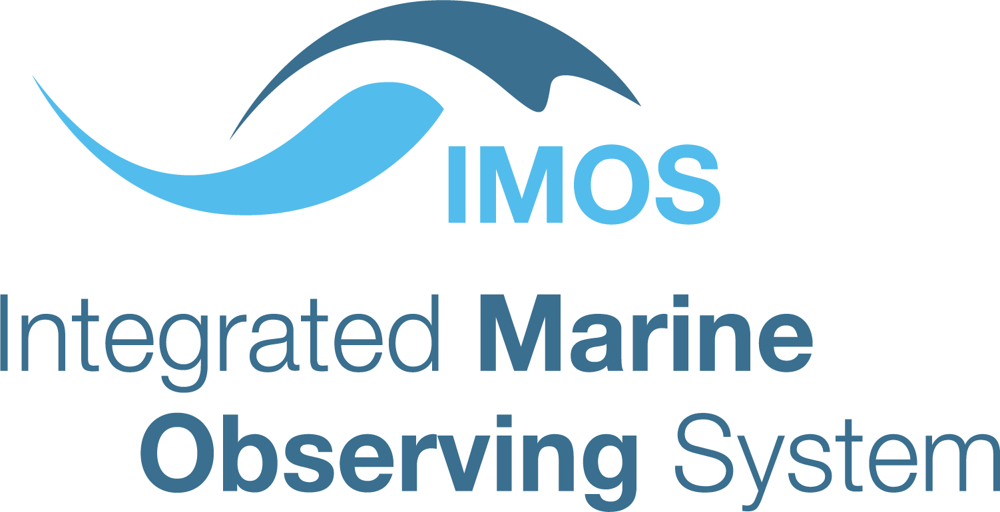 IMOS
Integrated Marine
Observing System